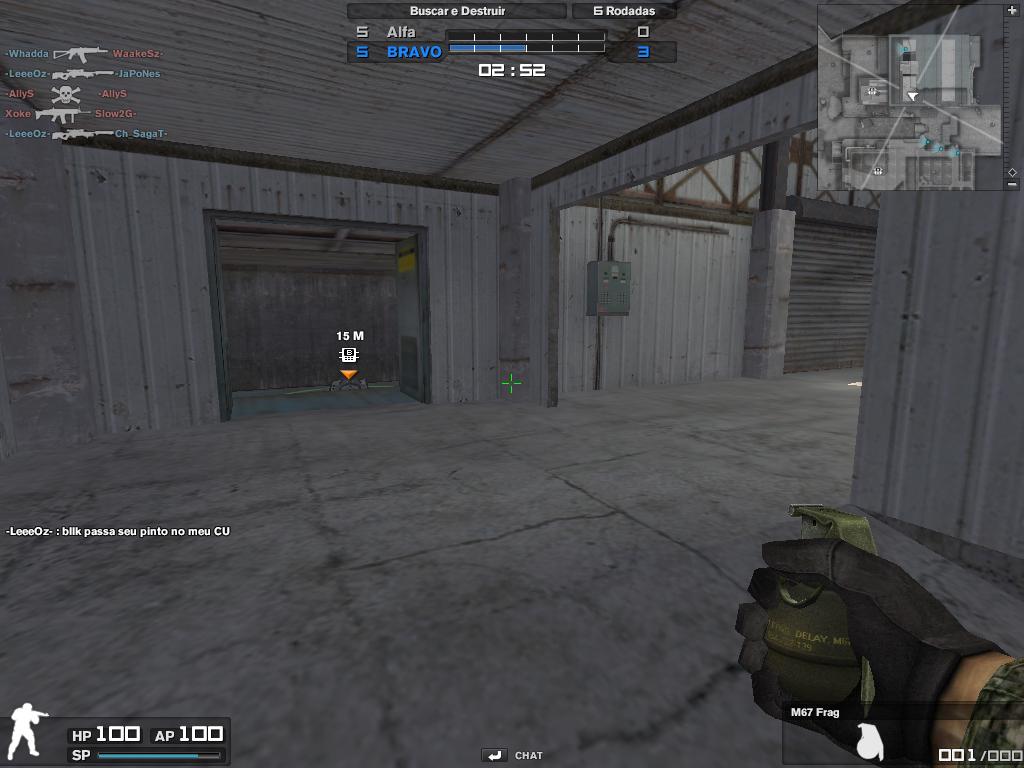 Buscar e Destruir 6 Rodadas
5 Alfa 0
5 BRAVO 3
02:52
-Whadda WaakeSz-
-LeeeOz- -JaPoNes
-AllyS -AllyS
Xoke Slow2G-
-LeeeOz- Ch_SagaT-
15 M
B
-LeeeOz- : bllk passa seu pinto no meu CU
DELAY, M
M67 Frag
HP 100 AP 100
SP
CHAT
001/000